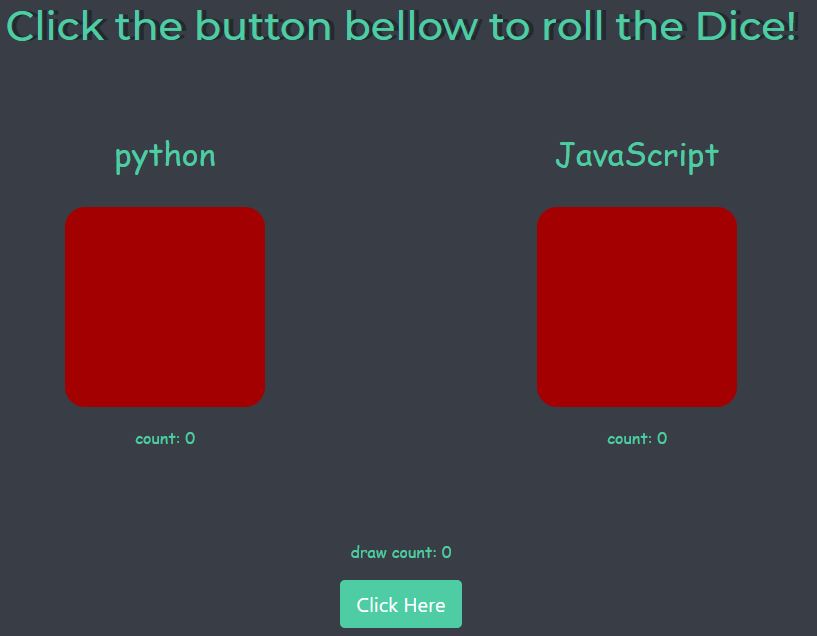 Click the button bellow to roll the Dice!
python
JavaScript
count: 0
count: 0
draw count: 0
Click Here